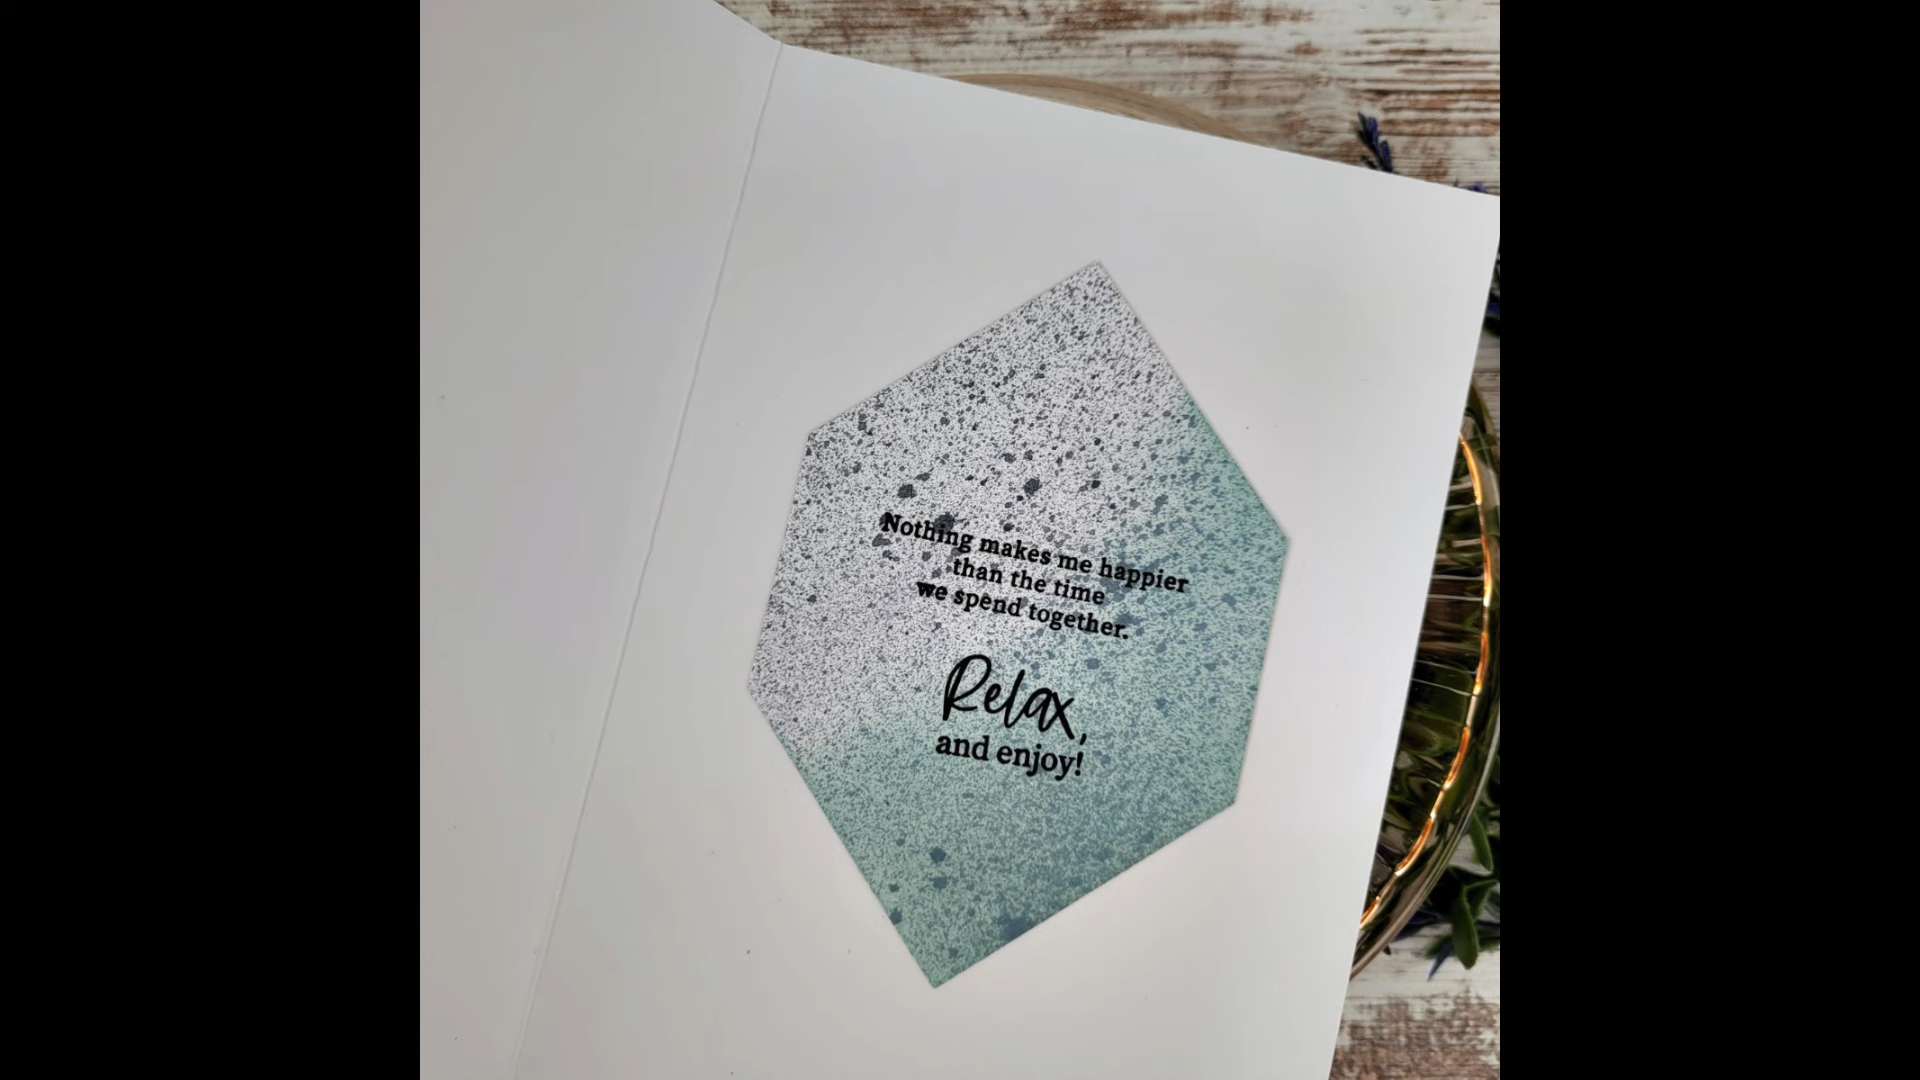 Nothing makes me happier
than the time
we spend together.
Relax,
and enjoy!